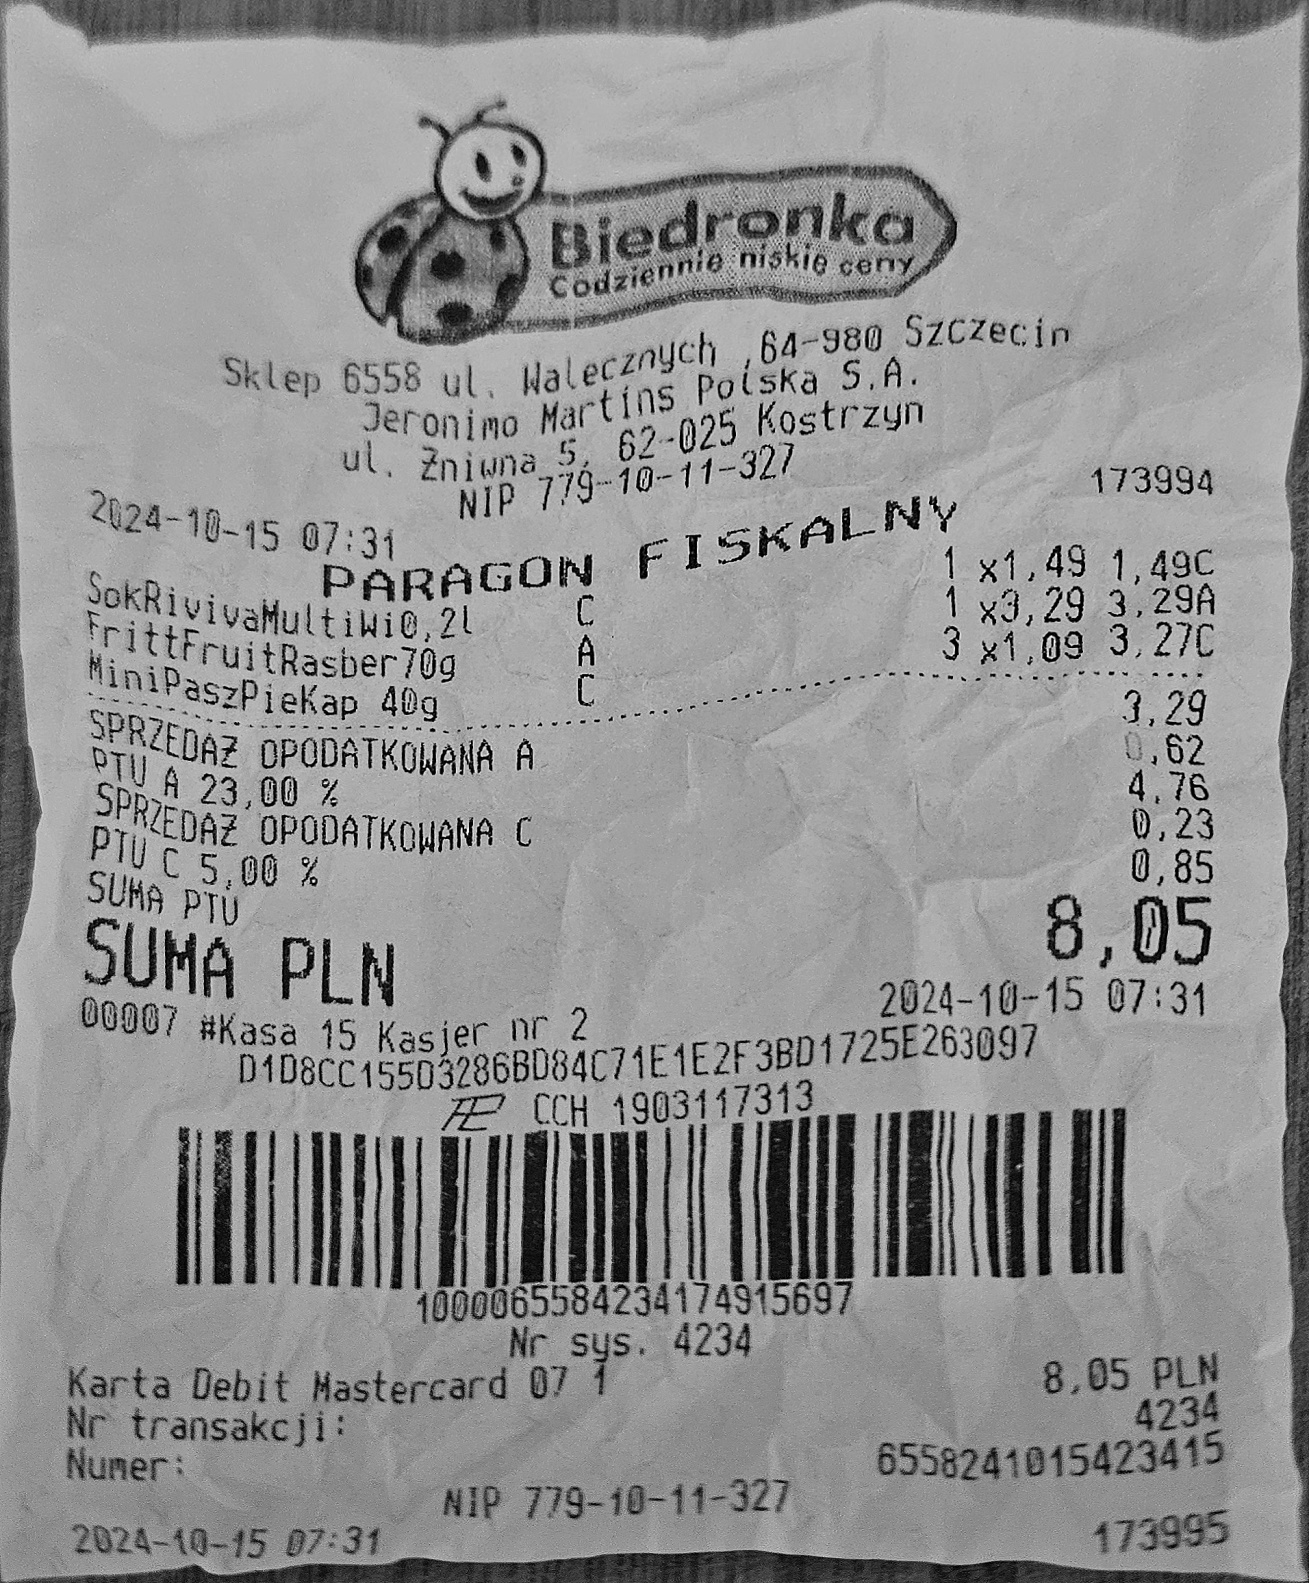 Biedronka
Codziennie niskie ceny
Sklep 6558 ul. Walecznych ,64-980 Szczecin
Jeronimo Martins Polska S.A.
ul. Żniwna 5, 62-025 Kostrzyn
NIP 779-10-11-327
2024-10-15 07:31 173994
PARAGON FISKALNY
SokRivivaMultiWi0,2l C 1 x1,49 1,49C
FrittFruitRasber70g A 1 x3,29 3,29A
MiniPaszPieKap 40g C 3 x1,09 3,27C
SPRZEDAŻ OPODATKOWANA A 3,29
PTU A 23,00 % 0,62
SPRZEDAŻ OPODATKOWANA C 4,76
PTU C 5,00 % 0,23
SUMA PTU 0,85
SUMA PLN 8,05
00007 #Kasa 15 Kasjer nr 2 2024-10-15 07:31
D1D8CC155D3286BD84C71E1E2F3BD1725E263097
CCH 1903117313
1000065584234174915697
Nr sys. 4234
Karta Debit Mastercard 07 1 8,05 PLN
Nr transakcji: 4234
Numer: 6558241015423415
NIP 779-10-11-327
2024-10-15 07:31 173995